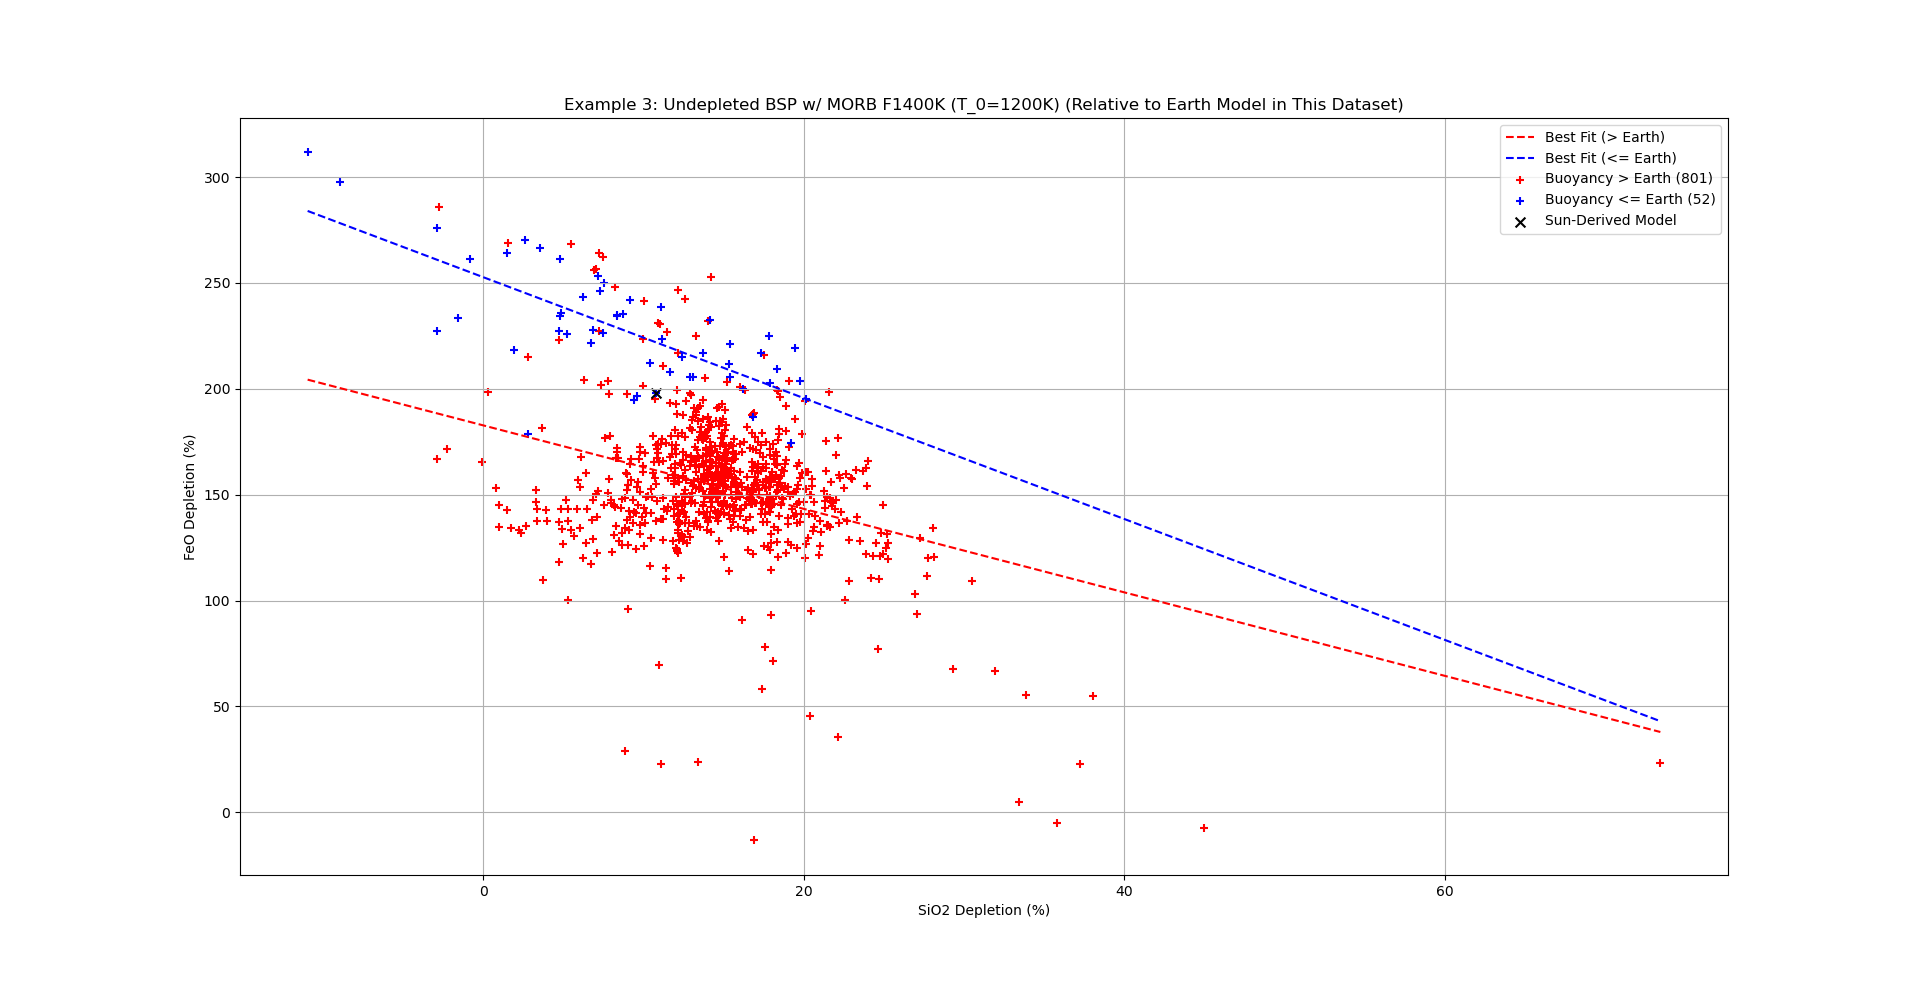 Example 3: Undepleted BSP w/ MORB F1400K (T_0=1200K) (Relative to Earth Model in This Dataset)
Best Fit (> Earth)
Best Fit (<= Earth)
Buoyancy > Earth (801)
Buoyancy <= Earth (52)
Sun-Derived Model
FeO Depletion (%)
300
250
200
150
100
50
0
0 20 40 60
SiO2 Depletion (%)